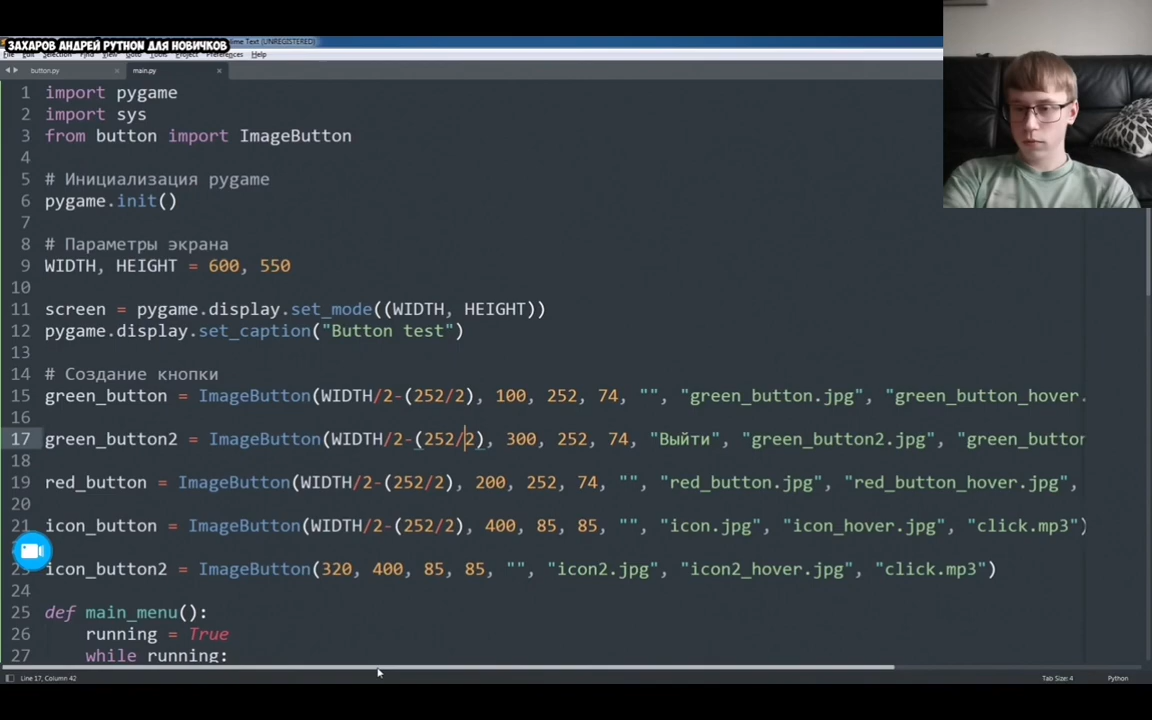 ЗАХАРОВ АНДРЕЙ PYTHON ДЛЯ НОВИЧКОВ
Sublime Text (UNREGISTERED)
File Edit Selection Find View Goto Tools Project Preferences Help
button.py × main.py ×
1 import pygame
2 import sys
3 from button import ImageButton
4
5 # Инициализация pygame
6 pygame.init()
7
8 # Параметры экрана
9 WIDTH, HEIGHT = 600, 550
10
11 screen = pygame.display.set_mode((WIDTH, HEIGHT))
12 pygame.display.set_caption("Button test")
13
14 # Создание кнопки
15 green_button = ImageButton(WIDTH/2-(252/2), 100, 252, 74, "", "green_button.jpg", "green_button_hover.
16
17 green_button2 = ImageButton(WIDTH/2-(252/2), 300, 252, 74, "Выйти", "green_button2.jpg", "green_button
18
19 red_button = ImageButton(WIDTH/2-(252/2), 200, 252, 74, "", "red_button.jpg", "red_button_hover.jpg",
20
21 icon_button = ImageButton(WIDTH/2-(252/2), 400, 85, 85, "", "icon.jpg", "icon_hover.jpg", "click.mp3")
icon_button2 = ImageButton(320, 400, 85, 85, "", "icon2.jpg", "icon2_hover.jpg", "click.mp3")
24
25 def main_menu():
26 running = True
27 while running:
Line 17, Column 42 Tab Size: 4 Python